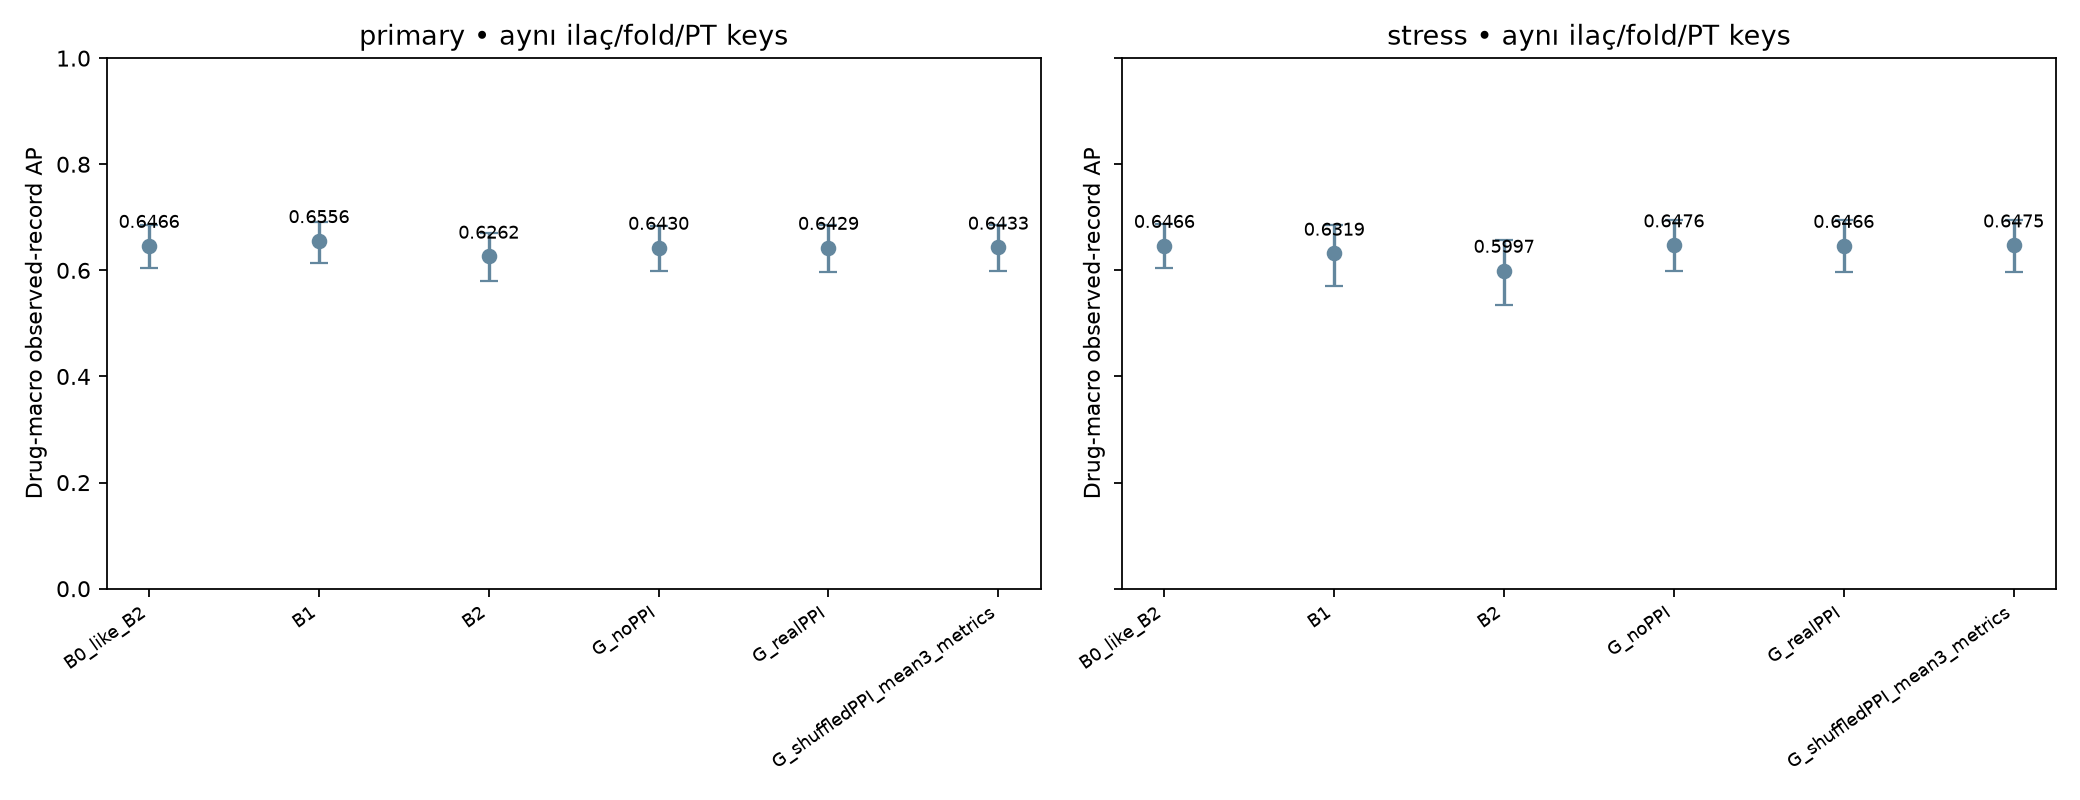 primary • aynı ilaç/fold/PT keys
Drug-macro observed-record AP
1.0
0.8
0.6
0.4
0.2
0.0
0.6466
0.6556
0.6262
0.6430
0.6429
0.6433
B0_like_B2
B1
B2
G_noPPI
G_realPPI
G_shuffledPPI_mean3_metrics
stress • aynı ilaç/fold/PT keys
Drug-macro observed-record AP
0.6466
0.6319
0.5997
0.6476
0.6466
0.6475
B0_like_B2
B1
B2
G_noPPI
G_realPPI
G_shuffledPPI_mean3_metrics